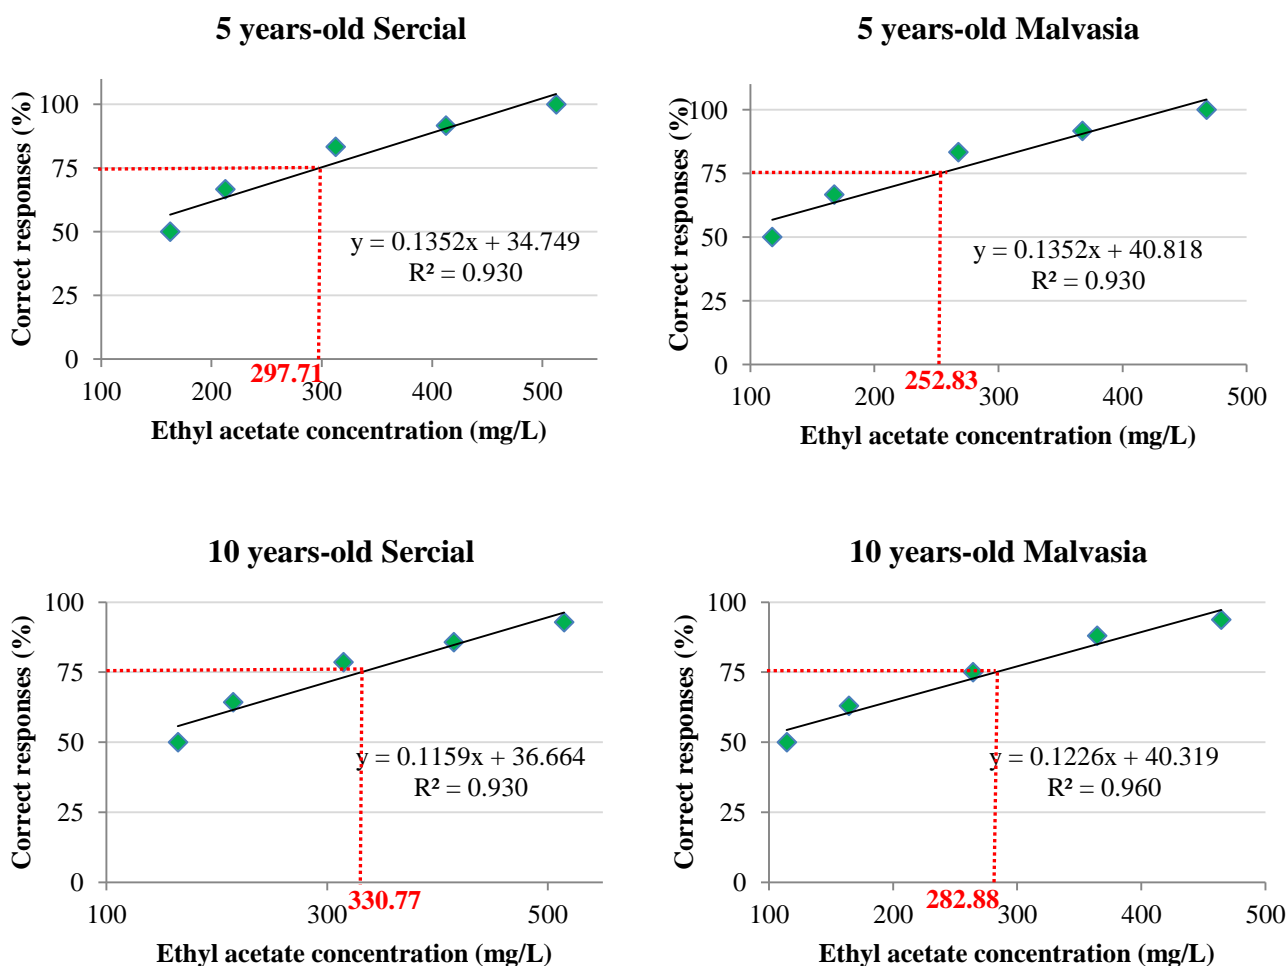 5 years-old Sercial
Correct responses (%)
100
75
50
25
0
y = 0.1352x + 34.749
R² = 0.930
297.71
100 200 300 400 500
Ethyl acetate concentration (mg/L)
5 years-old Malvasia
Correct responses (%)
100
75
50
25
0
y = 0.1352x + 40.818
R² = 0.930
252.83
100 200 300 400 500
Ethyl acetate concentration (mg/L)
10 years-old Sercial
Correct responses (%)
100
75
50
25
0
y = 0.1159x + 36.664
R² = 0.930
330.77
100 300 500
Ethyl acetate concentration (mg/L)
10 years-old Malvasia
Correct responses (%)
100
75
50
25
0
y = 0.1226x + 40.319
R² = 0.960
282.88
100 200 300 400 500
Ethyl acetate concentration (mg/L)